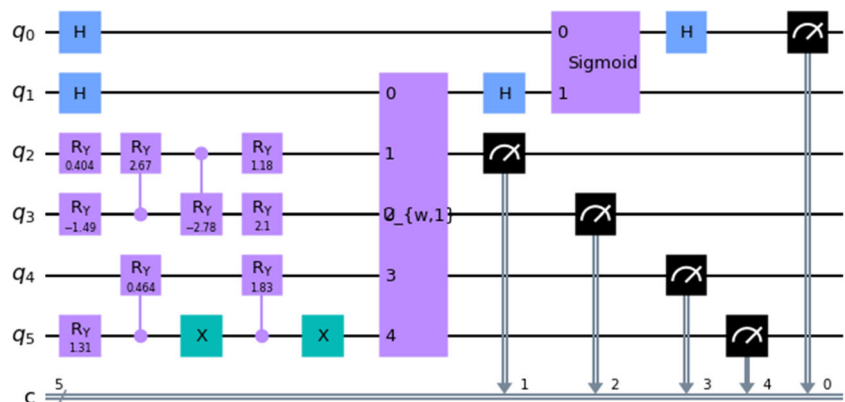 q0 H 0 H
Sigmoid
q1 H 0 H 1
q2 RY 0.404 RY 2.67 RY 1.18 1
q3 RY −1.49 RY −2.78 RY 2.1 _{w,1}
q4 RY 0.464 RY 1.83 3
q5 RY 1.31 X X 4
c 5 1 2 3 4 0